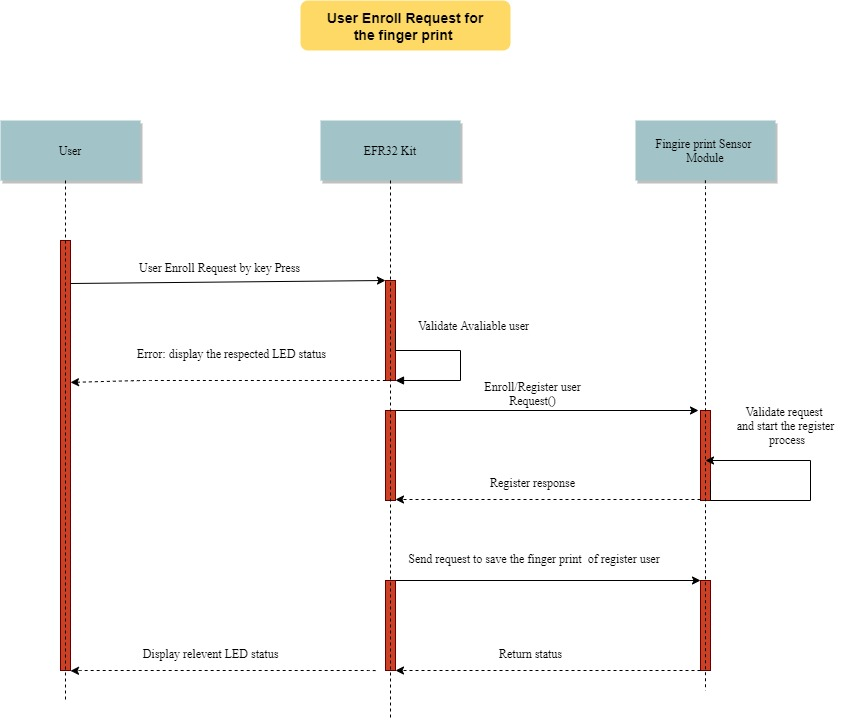 User Enroll Request for
the finger print
User
EFR32 Kit
Fingire print Sensor
Module
User Enroll Request by key Press
Validate Avaliable user
Error: display the respected LED status
Enroll/Register user
Request()
Validate request
and start the register
process
Register response
Send request to save the finger print of register user
Display relevent LED status
Return status